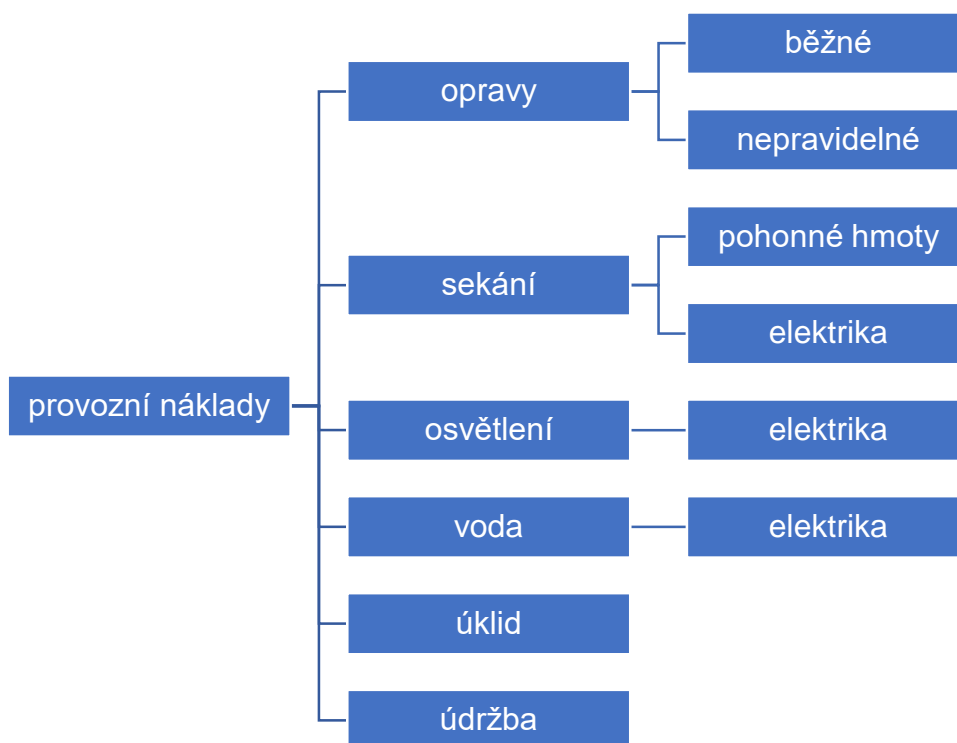 provozní náklady
opravy
běžné
nepravidelné
sekání
pohonné hmoty
elektrika
osvětlení
elektrika
voda
elektrika
úklid
údržba